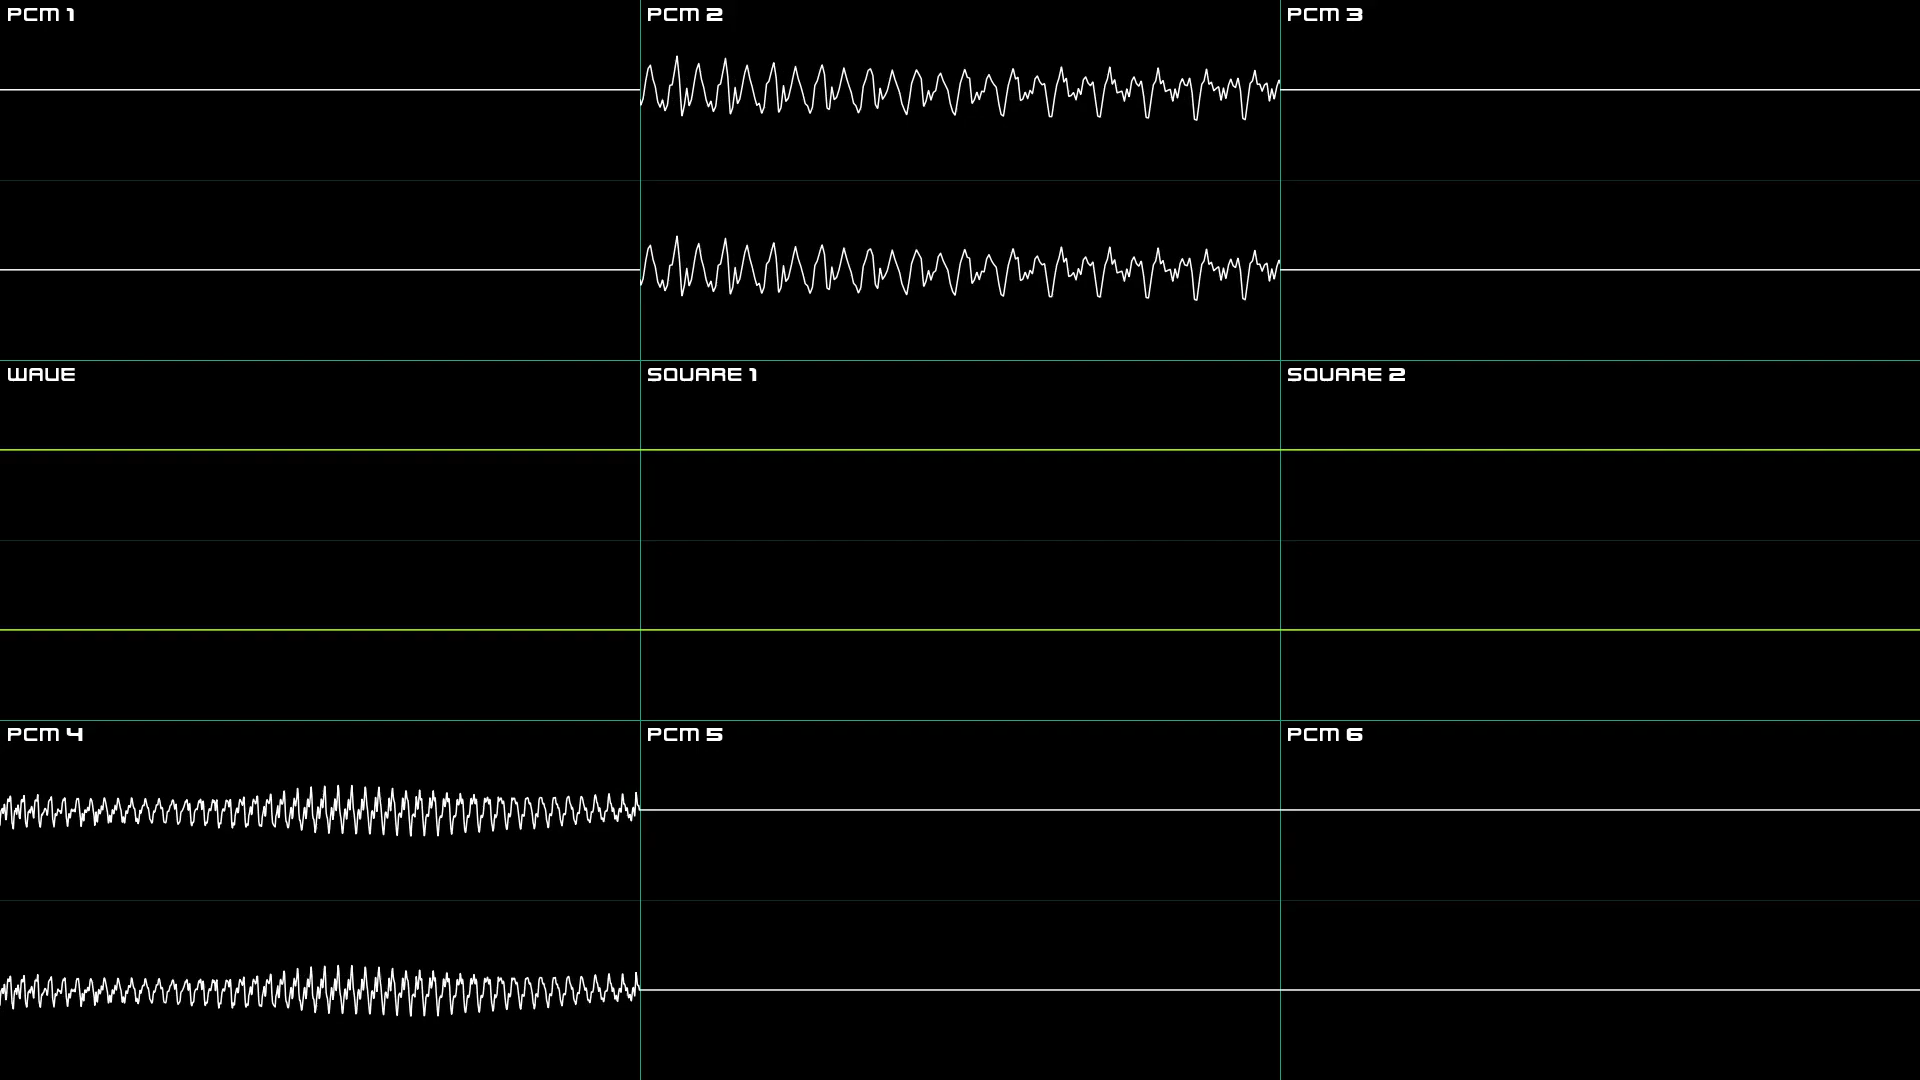 PCM 1
PCM 2
PCM 3
WAVE
SQUARE 1
SQUARE 2
PCM 4
PCM 5
PCM 6